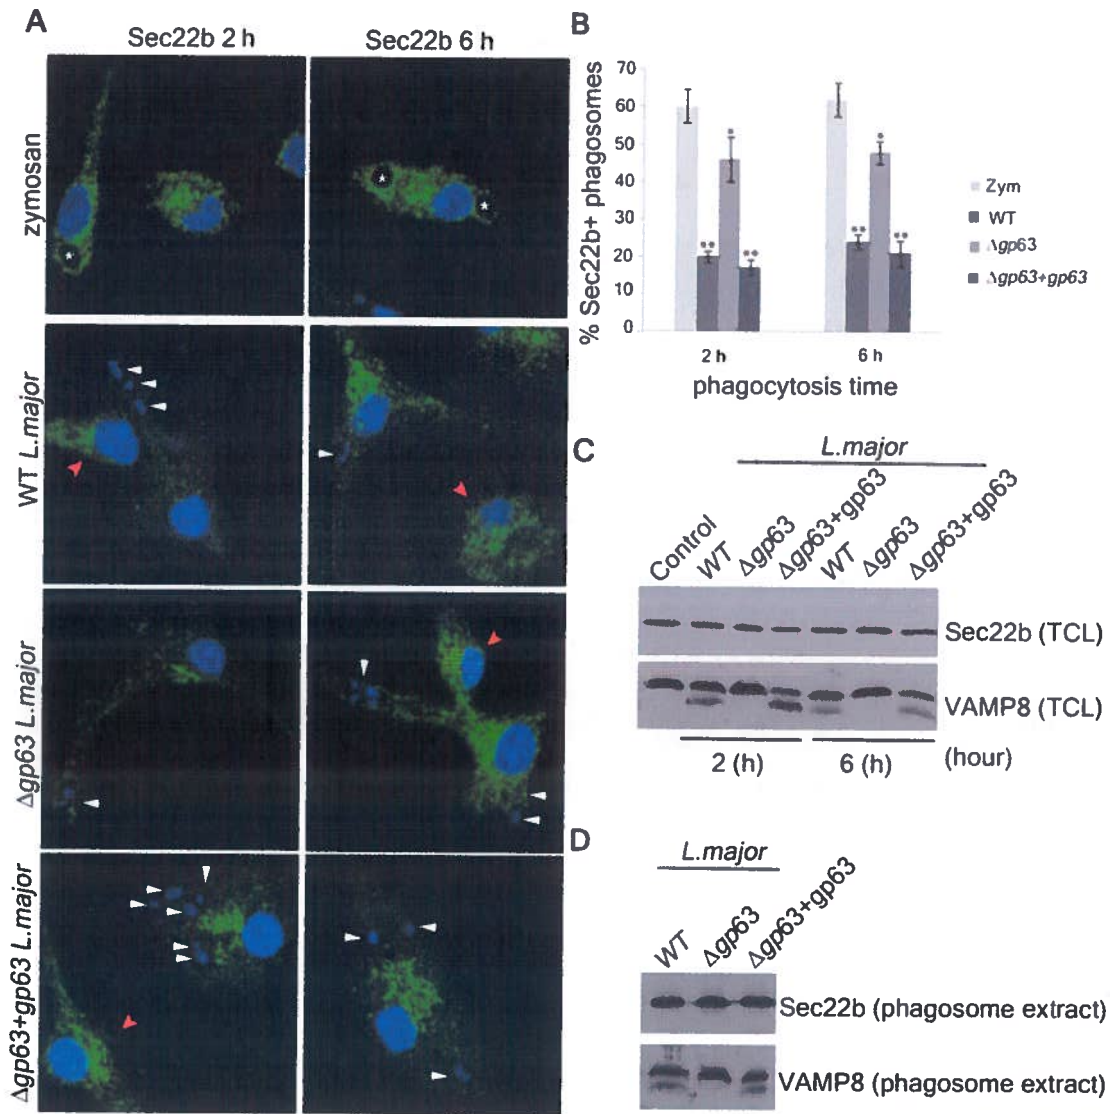 A
Sec22b 2 h
Sec22b 6 h
zymosan
*
*
*
WT L.major
Δgp63 L.major
Δgp63+gp63 L.major
B
% Sec22b+ phagosomes
70
60
50
40
30
20
10
0
**
*
**
**
*
**
2 h
6 h
phagocytosis time
Zym
WT
Δgp63
Δgp63+gp63
C
L.major
Control
WT
Δgp63
Δgp63+gp63
WT
Δgp63
Δgp63+gp63
Sec22b (TCL)
VAMP8 (TCL)
2 (h)
6 (h)
(hour)
D
L.major
WT
Δgp63
Δgp63+gp63
Sec22b (phagosome extract)
VAMP8 (phagosome extract)